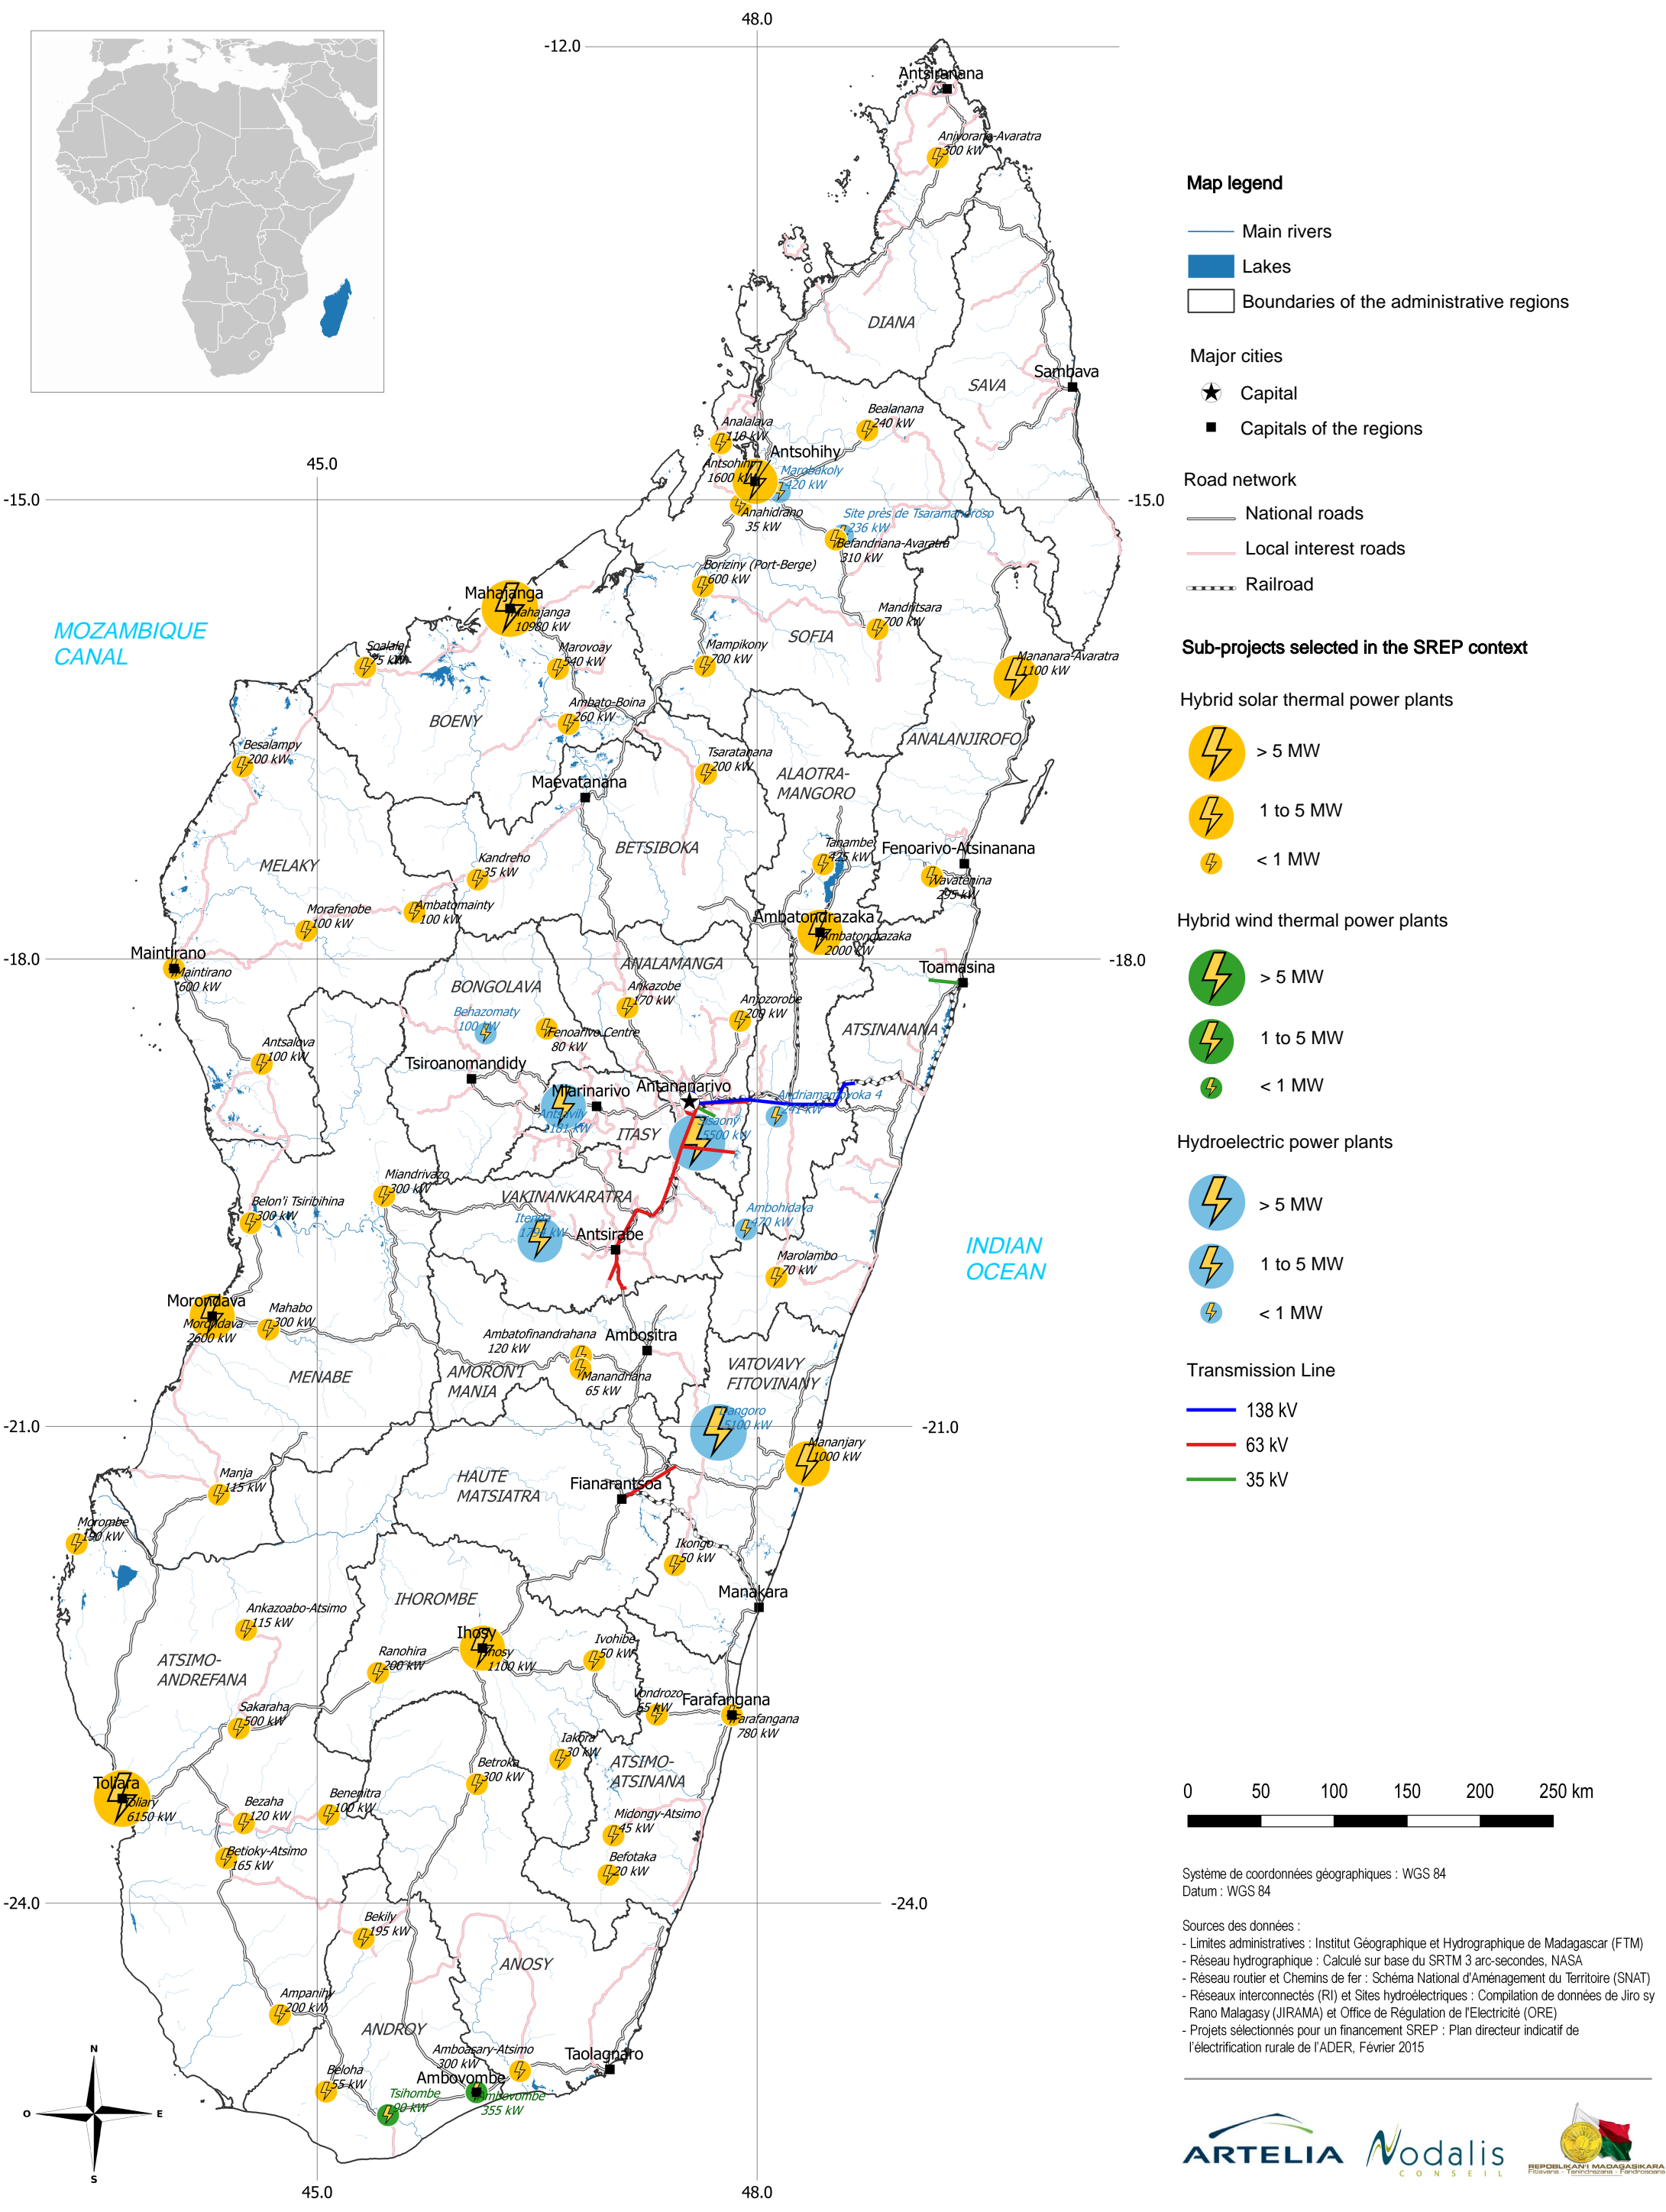 48.0
-12.0
Antsiranana
Anivorano-Avaratra
300 kW
DIANA
SAVA
Sambava
Bealanana
240 kW
Analalava
110 kW
Antsohihy
Antsohihy
1600 kW
Marobakoly
420 kW
45.0
-15.0
-15.0
Anahidrano
35 kW
Site près de Tsaramandroso
236 kW
Befandriana-Avaratra
310 kW
Boriziny (Port-Berge)
600 kW
Mahajanga
Mahajanga
10980 kW
Mandritsara
700 kW
SOFIA
MOZAMBIQUE
CANAL
Soalala
75 kW
Marovoay
540 kW
Mampikony
700 kW
Mananara-Avaratra
1100 kW
Ambato-Boina
260 kW
BOENY
ANALANJIROFO
Besalampy
200 kW
Tsaratanana
200 kW
Maevatanana
ALAOTRA-
MANGORO
BETSIBOKA
Tanambe
425 kW
Fenoarivo-Atsinanana
MELAKY
Kandreho
35 kW
Vavatenina
295 kW
Morafenobe
100 kW
Ambatomainty
100 kW
Ambatondrazaka
Ambatondrazaka
2000 kW
Maintirano
Maintirano
600 kW
-18.0
-18.0
ANALAMANGA
Toamasina
BONGOLAVA
Ankazobe
170 kW
Anjozorobe
200 kW
Behazomaty
100 kW
Fenoarivo Centre
80 kW
ATSINANANA
Antsalova
100 kW
Tsiroanomandidy
Miarinarivo
Antananarivo
Andriamamovoka 4
241 kW
Antsavily
1181 kW
Sisaony
5500 kW
ITASY
Miandrivazo
300 kW
VAKINANKARATRA
Belon'i Tsiribihina
300 kW
Ambohidava
470 kW
Antsirabe
INDIAN
OCEAN
Marolambo
70 kW
Morondava
Morondava
2600 kW
Mahabo
300 kW
Ambatofinandrahana
120 kW
Ambositra
Manandriana
65 kW
MENABE
AMORON'I
MANIA
VATOVAVY
FITOVINANY
-21.0
-21.0
5100 kW
Mananjary
1000 kW
Manja
115 kW
HAUTE
MATSIATRA
Fianarantsoa
Morombe
190 kW
Ikongo
50 kW
Manakara
IHOROMBE
Ankazoabo-Atsimo
115 kW
Ihosy
Ihosy
1100 kW
Ivohibe
50 kW
Ranohira
200 kW
ATSIMO-
ANDREFANA
Sakaraha
500 kW
Vondrozo
65 kW
Farafangana
Farafangana
780 kW
Iakora
30 kW
ATSIMO-
ATSINANA
Betroka
300 kW
Toliara
Toliary
6150 kW
Bezaha
120 kW
Benenitra
100 kW
Midongy-Atsimo
45 kW
Betioky-Atsimo
165 kW
Befotaka
20 kW
-24.0
-24.0
Bekily
195 kW
ANOSY
Ampanihy
200 kW
ANDROY
Amboasary-Atsimo
300 kW
Taolagnaro
Beloha
55 kW
Ambovombe
Tsihombe
90 kW
Ambovombe
355 kW
N
O
E
S
45.0
48.0
Map legend
Main rivers
Lakes
Boundaries of the administrative regions
Major cities
Capital
Capitals of the regions
Road network
National roads
Local interest roads
Railroad
Sub-projects selected in the SREP context
Hybrid solar thermal power plants
> 5 MW
1 to 5 MW
< 1 MW
Hybrid wind thermal power plants
> 5 MW
1 to 5 MW
< 1 MW
Hydroelectric power plants
> 5 MW
1 to 5 MW
< 1 MW
Transmission Line
138 kV
63 kV
35 kV
0 50 100 150 200 250 km
Système de coordonnées géographiques : WGS 84
Datum : WGS 84
Sources des données :
- Limites administratives : Institut Géographique et Hydrographique de Madagascar (FTM)
- Réseau hydrographique : Calculé sur base du SRTM 3 arc-secondes, NASA
- Réseau routier et Chemins de fer : Schéma National d'Aménagement du Territoire (SNAT)
- Réseaux interconnectés (RI) et Sites hydroélectriques : Compilation de données de Jiro sy
Rano Malagasy (JIRAMA) et Office de Régulation de l'Electricité (ORE)
- Projets sélectionnés pour un financement SREP : Plan directeur indicatif de
l'électrification rurale de l'ADER, Février 2015
ARTELIA
Nodalis
CONSEIL
REPOBLIKAN'I MADAGASIKARA
Fitiavana - Tanindrazana - Fandrosoana